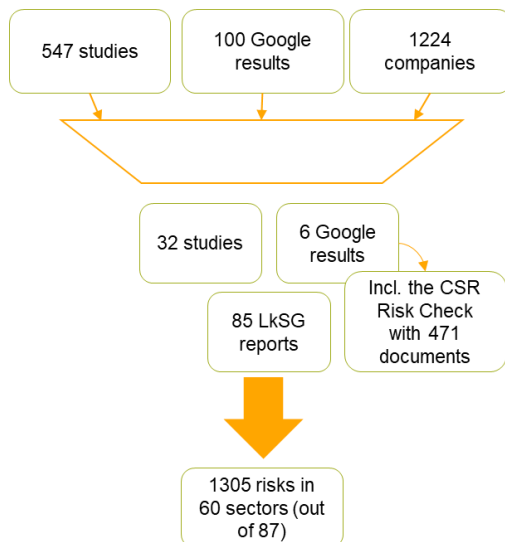 547 studies
100 Google
results
1224
companies
32 studies
6 Google
results
Incl. the CSR
Risk Check
with 471
documents
85 LkSG
reports
1305 risks in
60 sectors (out
of 87)